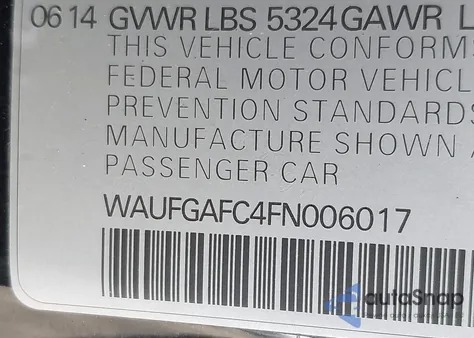 06 14 GVWR LBS 5324 GAWR L
THIS VEHICLE CONFORM
FEDERAL MOTOR VEHICL
PREVENTION STANDARDS
MANUFACTURE SHOWN A
PASSENGER CAR
WAUFGAFC4FN006017
autoSnap